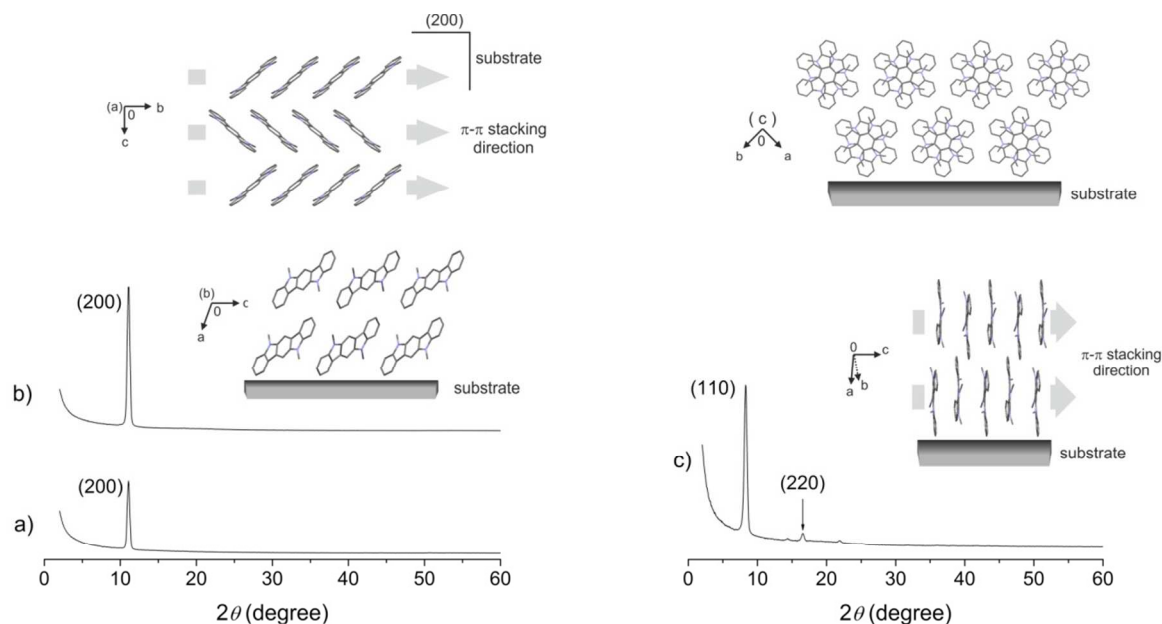 (200)
substrate
(a)
0
b
c
π-π stacking
direction
(200)
(b)
0
c
a
substrate
b)
(200)
a)
0 10 20 30 40 50 60
2θ (degree)
(c)
0
b
a
substrate
0
c
a
b
π-π stacking
direction
(110)
substrate
c)
(220)
0 10 20 30 40 50 60
2θ (degree)